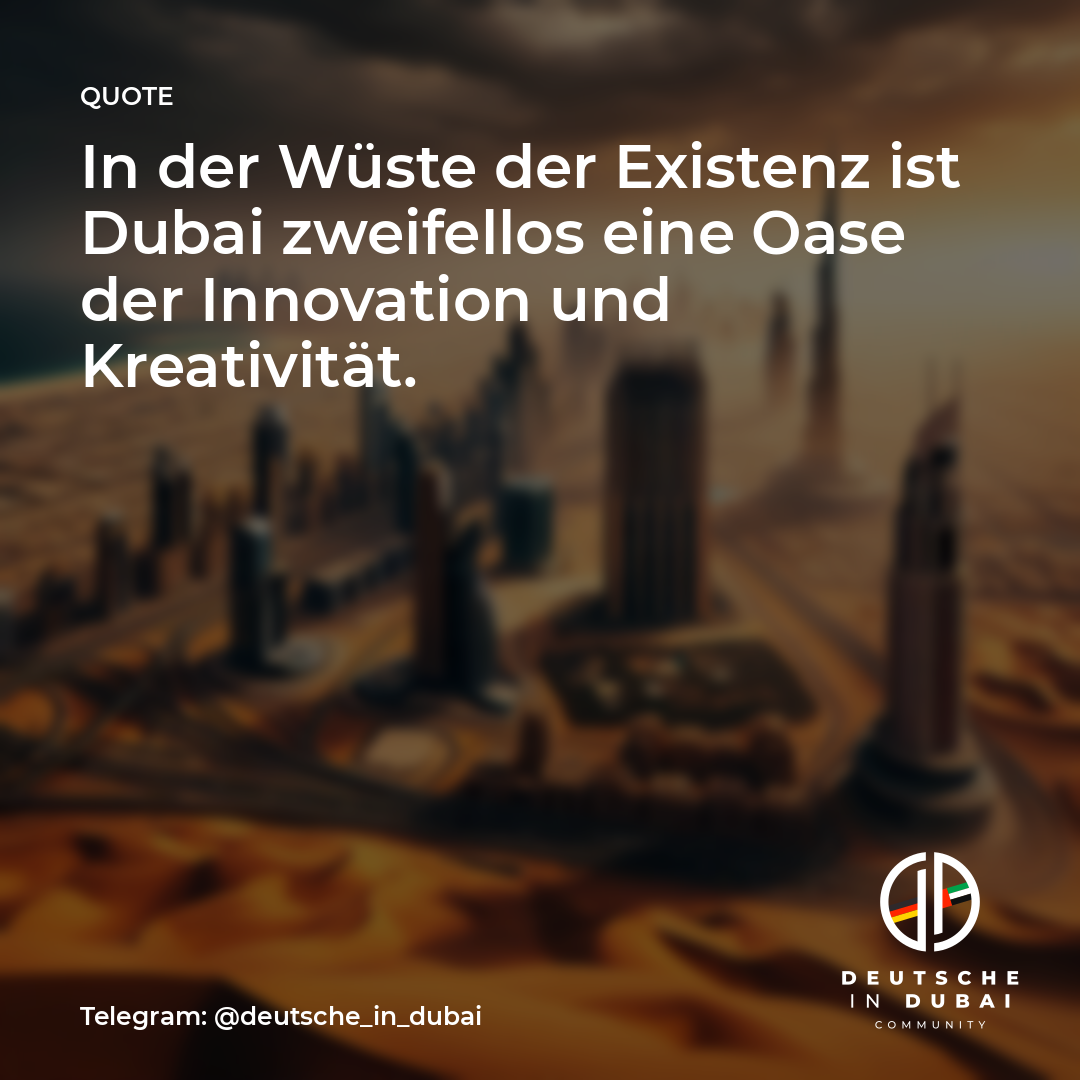 QUOTE
In der Wüste der Existenz ist
Dubai zweifellos eine Oase
der Innovation und
Kreativität.
DEUTSCHE
IN DUBAI
COMMUNITY
Telegram: @deutsche_in_dubai